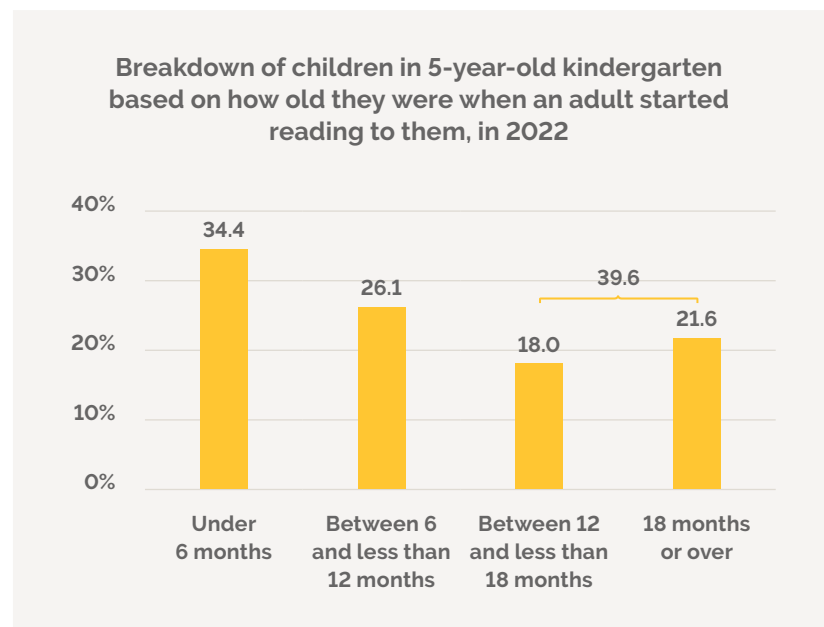 Breakdown of children in 5-year-old kindergarten
based on how old they were when an adult started
reading to them, in 2022
40%
34.4
30%
39.6
26.1
21.6
20%
18.0
10%
0%
Under
6 months
Between 6
and less than
12 months
Between 12
and less than
18 months
18 months
or over